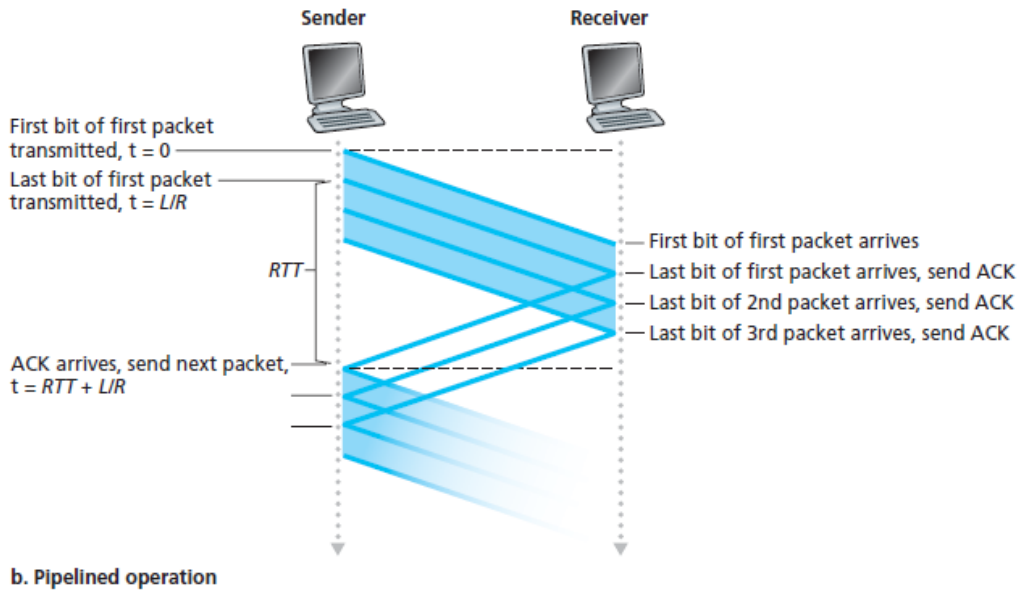 Sender
Receiver
First bit of first packet
transmitted, t = 0
Last bit of first packet
transmitted, t = L/R
First bit of first packet arrives
RTT
Last bit of first packet arrives, send ACK
Last bit of 2nd packet arrives, send ACK
Last bit of 3rd packet arrives, send ACK
ACK arrives, send next packet,
t = RTT + L/R
b. Pipelined operation